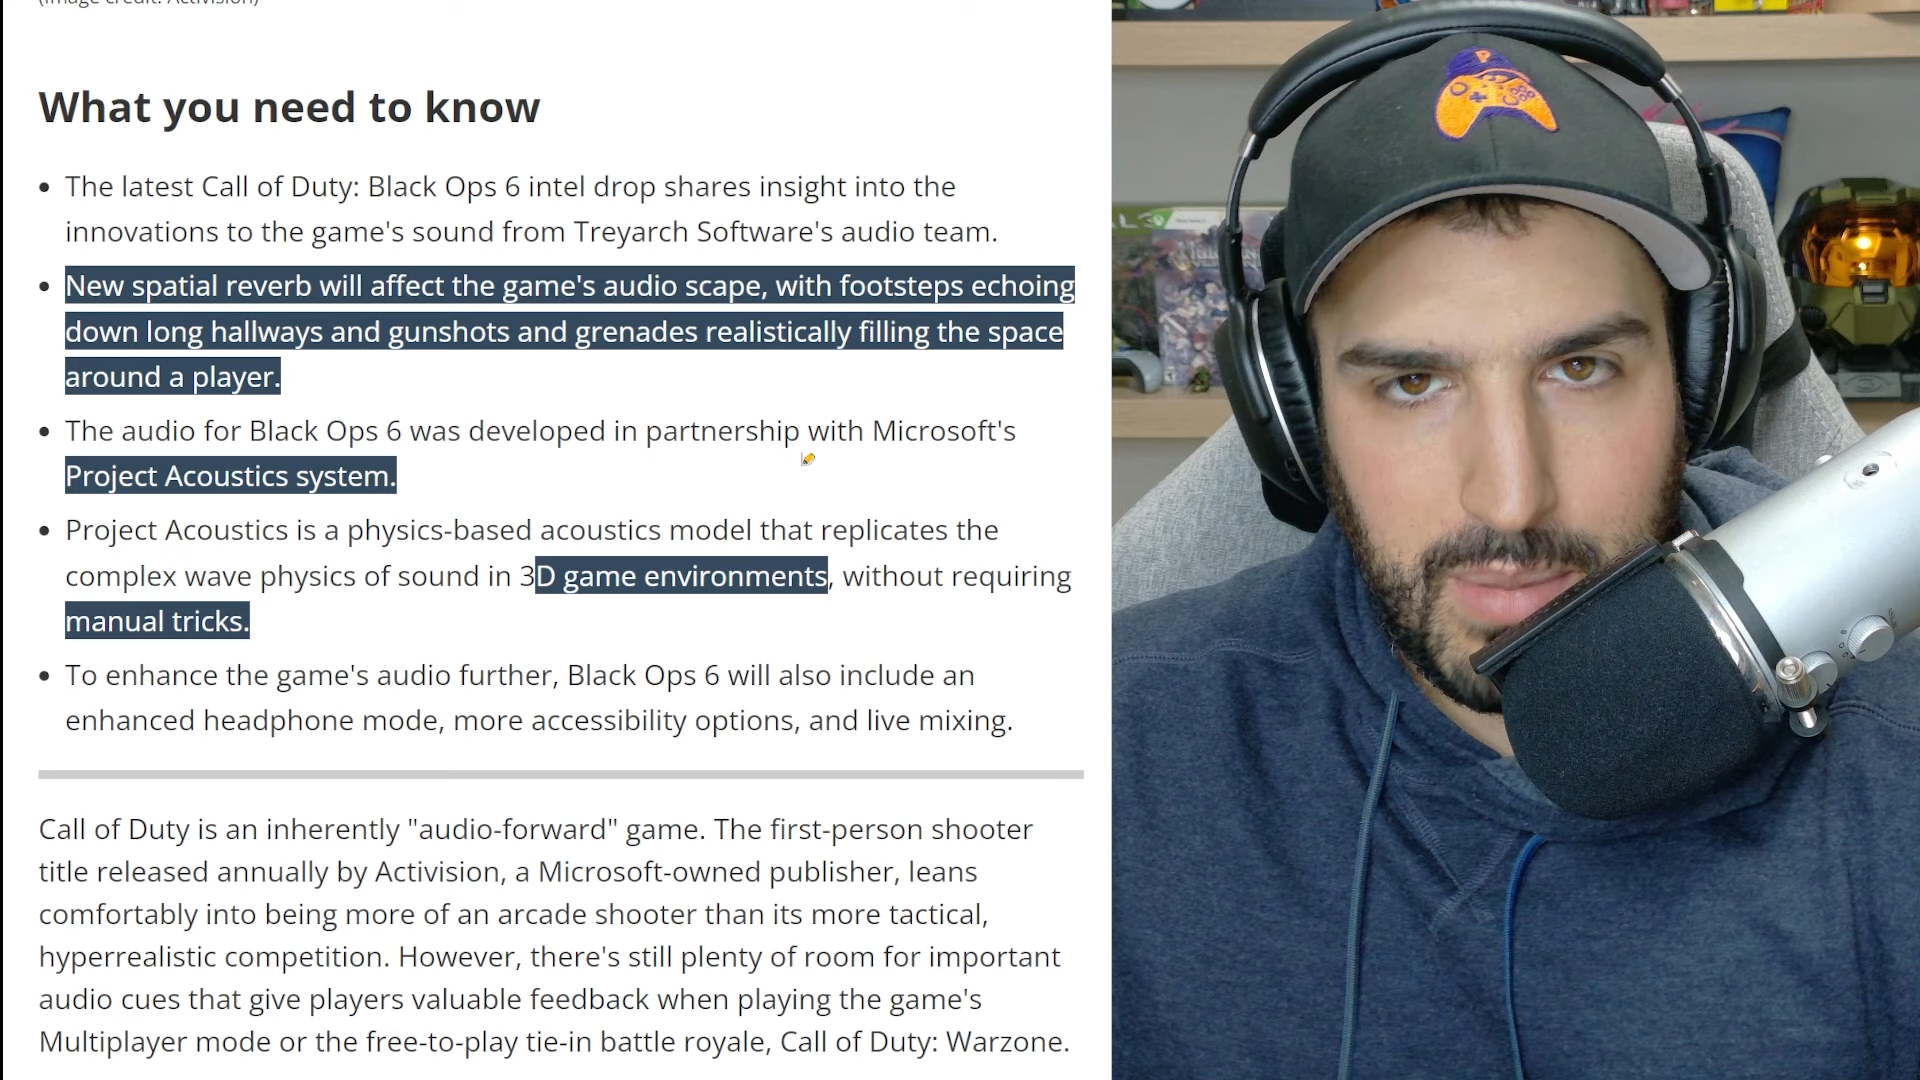 (Image credit: Activision)
What you need to know
The latest Call of Duty: Black Ops 6 intel drop shares insight into the
innovations to the game's sound from Treyarch Software's audio team.
New spatial reverb will affect the game's audio scape, with footsteps echoing
down long hallways and gunshots and grenades realistically filling the space
around a player.
The audio for Black Ops 6 was developed in partnership with Microsoft's
Project Acoustics system.
Project Acoustics is a physics-based acoustics model that replicates the
complex wave physics of sound in 3D game environments, without requiring
manual tricks.
To enhance the game's audio further, Black Ops 6 will also include an
enhanced headphone mode, more accessibility options, and live mixing.
Call of Duty is an inherently "audio-forward" game. The first-person shooter
title released annually by Activision, a Microsoft-owned publisher, leans
comfortably into being more of an arcade shooter than its more tactical,
hyperrealistic competition. However, there's still plenty of room for important
audio cues that give players valuable feedback when playing the game's
Multiplayer mode or the free-to-play tie-in battle royale, Call of Duty: Warzone.
P